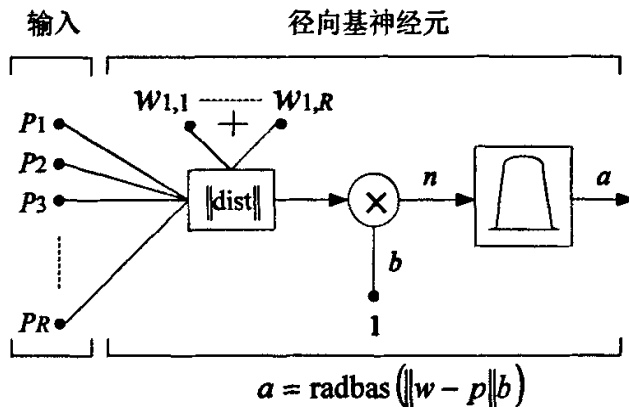 输入 径向基神经元
W1,1 W1,R
+
P1
P2
P3
PR
‖dist‖
×
n
a
b
1
a = radbas(‖w − p‖b)